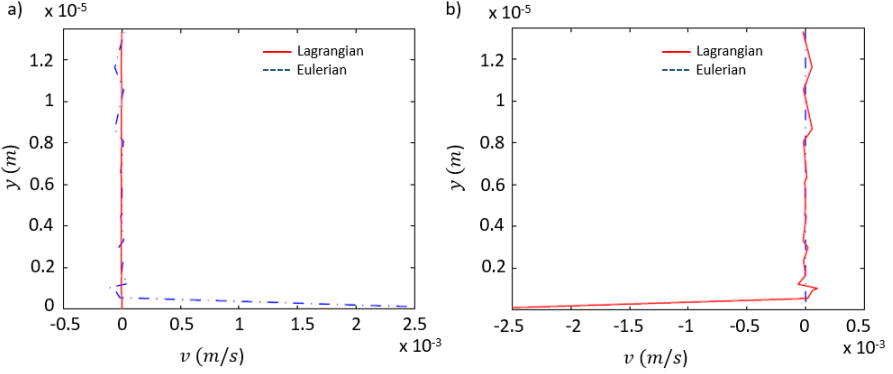 a) x 10-5
Lagrangian
Eulerian
1.2
1
0.8
0.6
0.4
0.2
0
y (m)
-0.5 0 0.5 1 1.5 2 2.5
v (m/s)
x 10-3
b) x 10-5
Lagrangian
Eulerian
1.2
1
0.8
0.6
0.4
0.2
y (m)
-2.5 -2 -1.5 -1 -0.5 0 0.5
v (m/s)
x 10-3